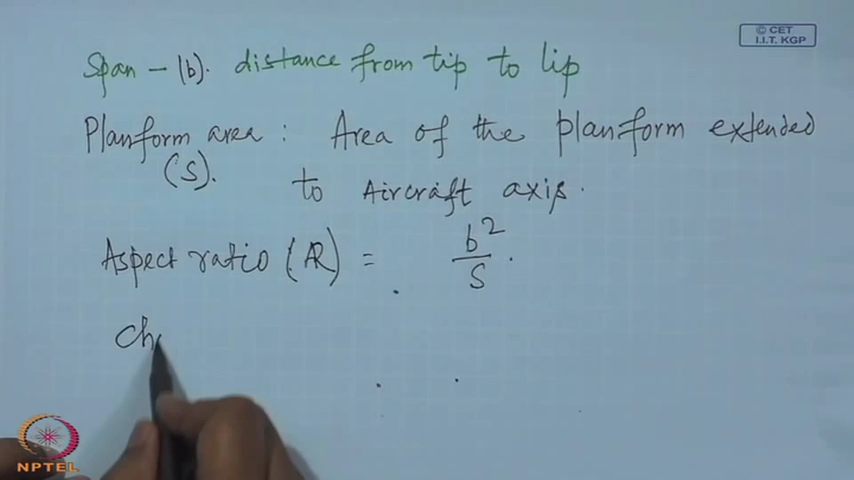 © CET
I.I.T. KGP
Span - (b). distance from tip to lip
Planform area : Area of the planform extended
(S). to Aircraft axis.
Aspect ratio (AR) = b²/S.
Ch
NPTEL